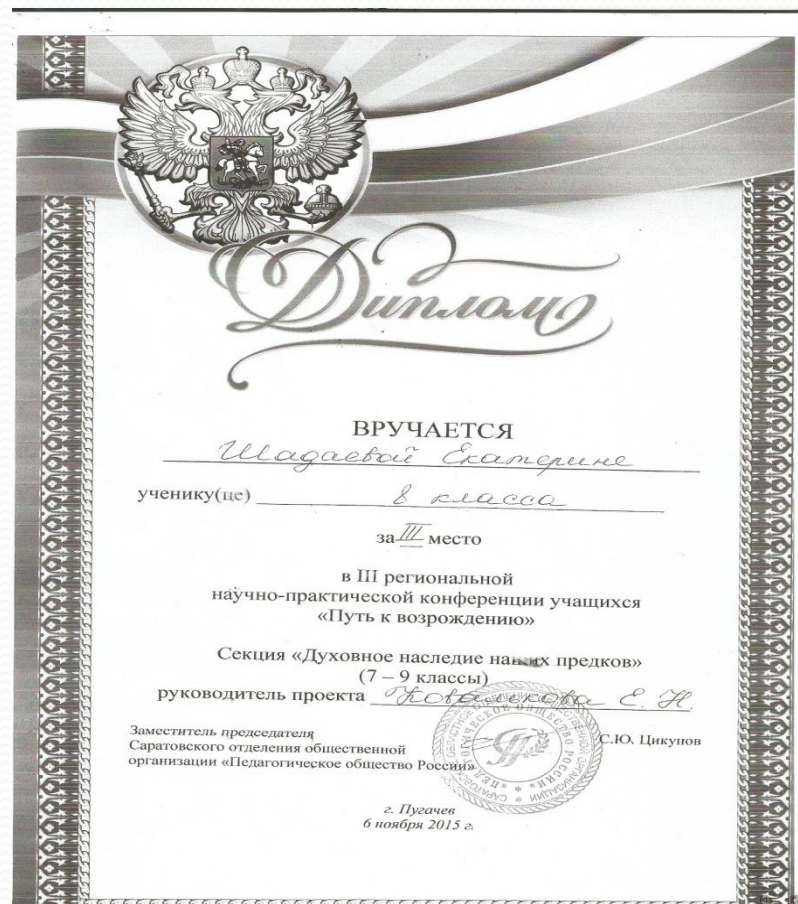 Диплом
ВРУЧАЕТСЯ
Шадаевой Екатерине
ученику(це) 8 класса
за III место
в III региональной
научно-практической конференции учащихся
«Путь к возрождению»
Секция «Духовное наследие наших предков»
(7 – 9 классы)
руководитель проекта Е. Н.
Заместитель председателя
Саратовского отделения общественной
организации «Педагогическое общество России»
С.Ю. Цикунов
г. Пугачев
6 ноября 2015 г.